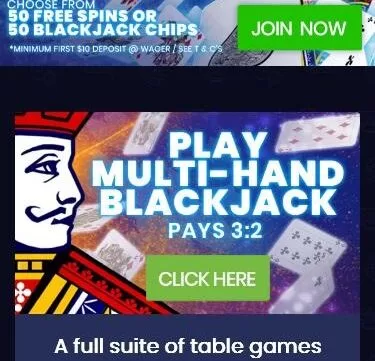 CHOOSE FROM
50 FREE SPINS OR
50 BLACKJACK CHIPS
*MINIMUM FIRST $10 DEPOSIT @ WAGER / SEE T & C'S
JOIN NOW
PLAY
MULTI-HAND
BLACKJACK
PAYS 3:2
CLICK HERE
A full suite of table games